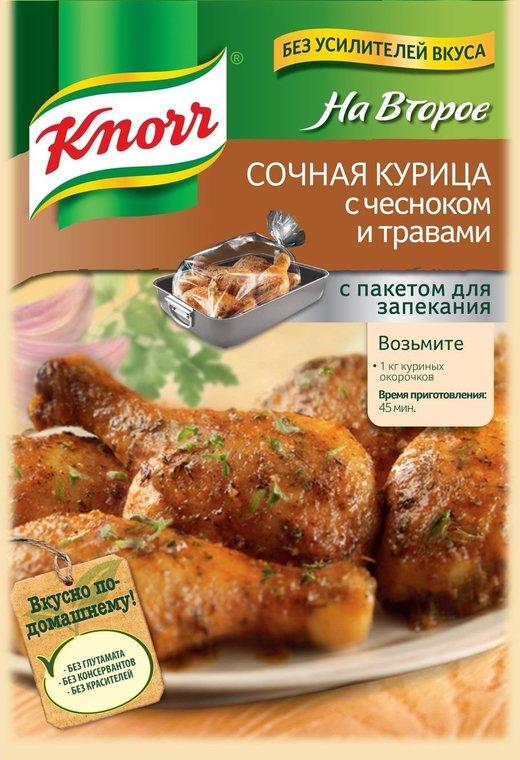 БЕЗ УСИЛИТЕЛЕЙ ВКУСА
Knorr®
На Второе
СОЧНАЯ КУРИЦА
С ЧЕСНОКОМ
И ТРАВАМИ
С ПАКЕТОМ ДЛЯ
ЗАПЕКАНИЯ
Возьмите
• 1 кг куриных
окорочков
Время приготовления:
45 мин.
Вкусно по-
домашнему!
- БЕЗ ГЛУТАМАТА
- БЕЗ КОНСЕРВАНТОВ
- БЕЗ КРАСИТЕЛЕЙ